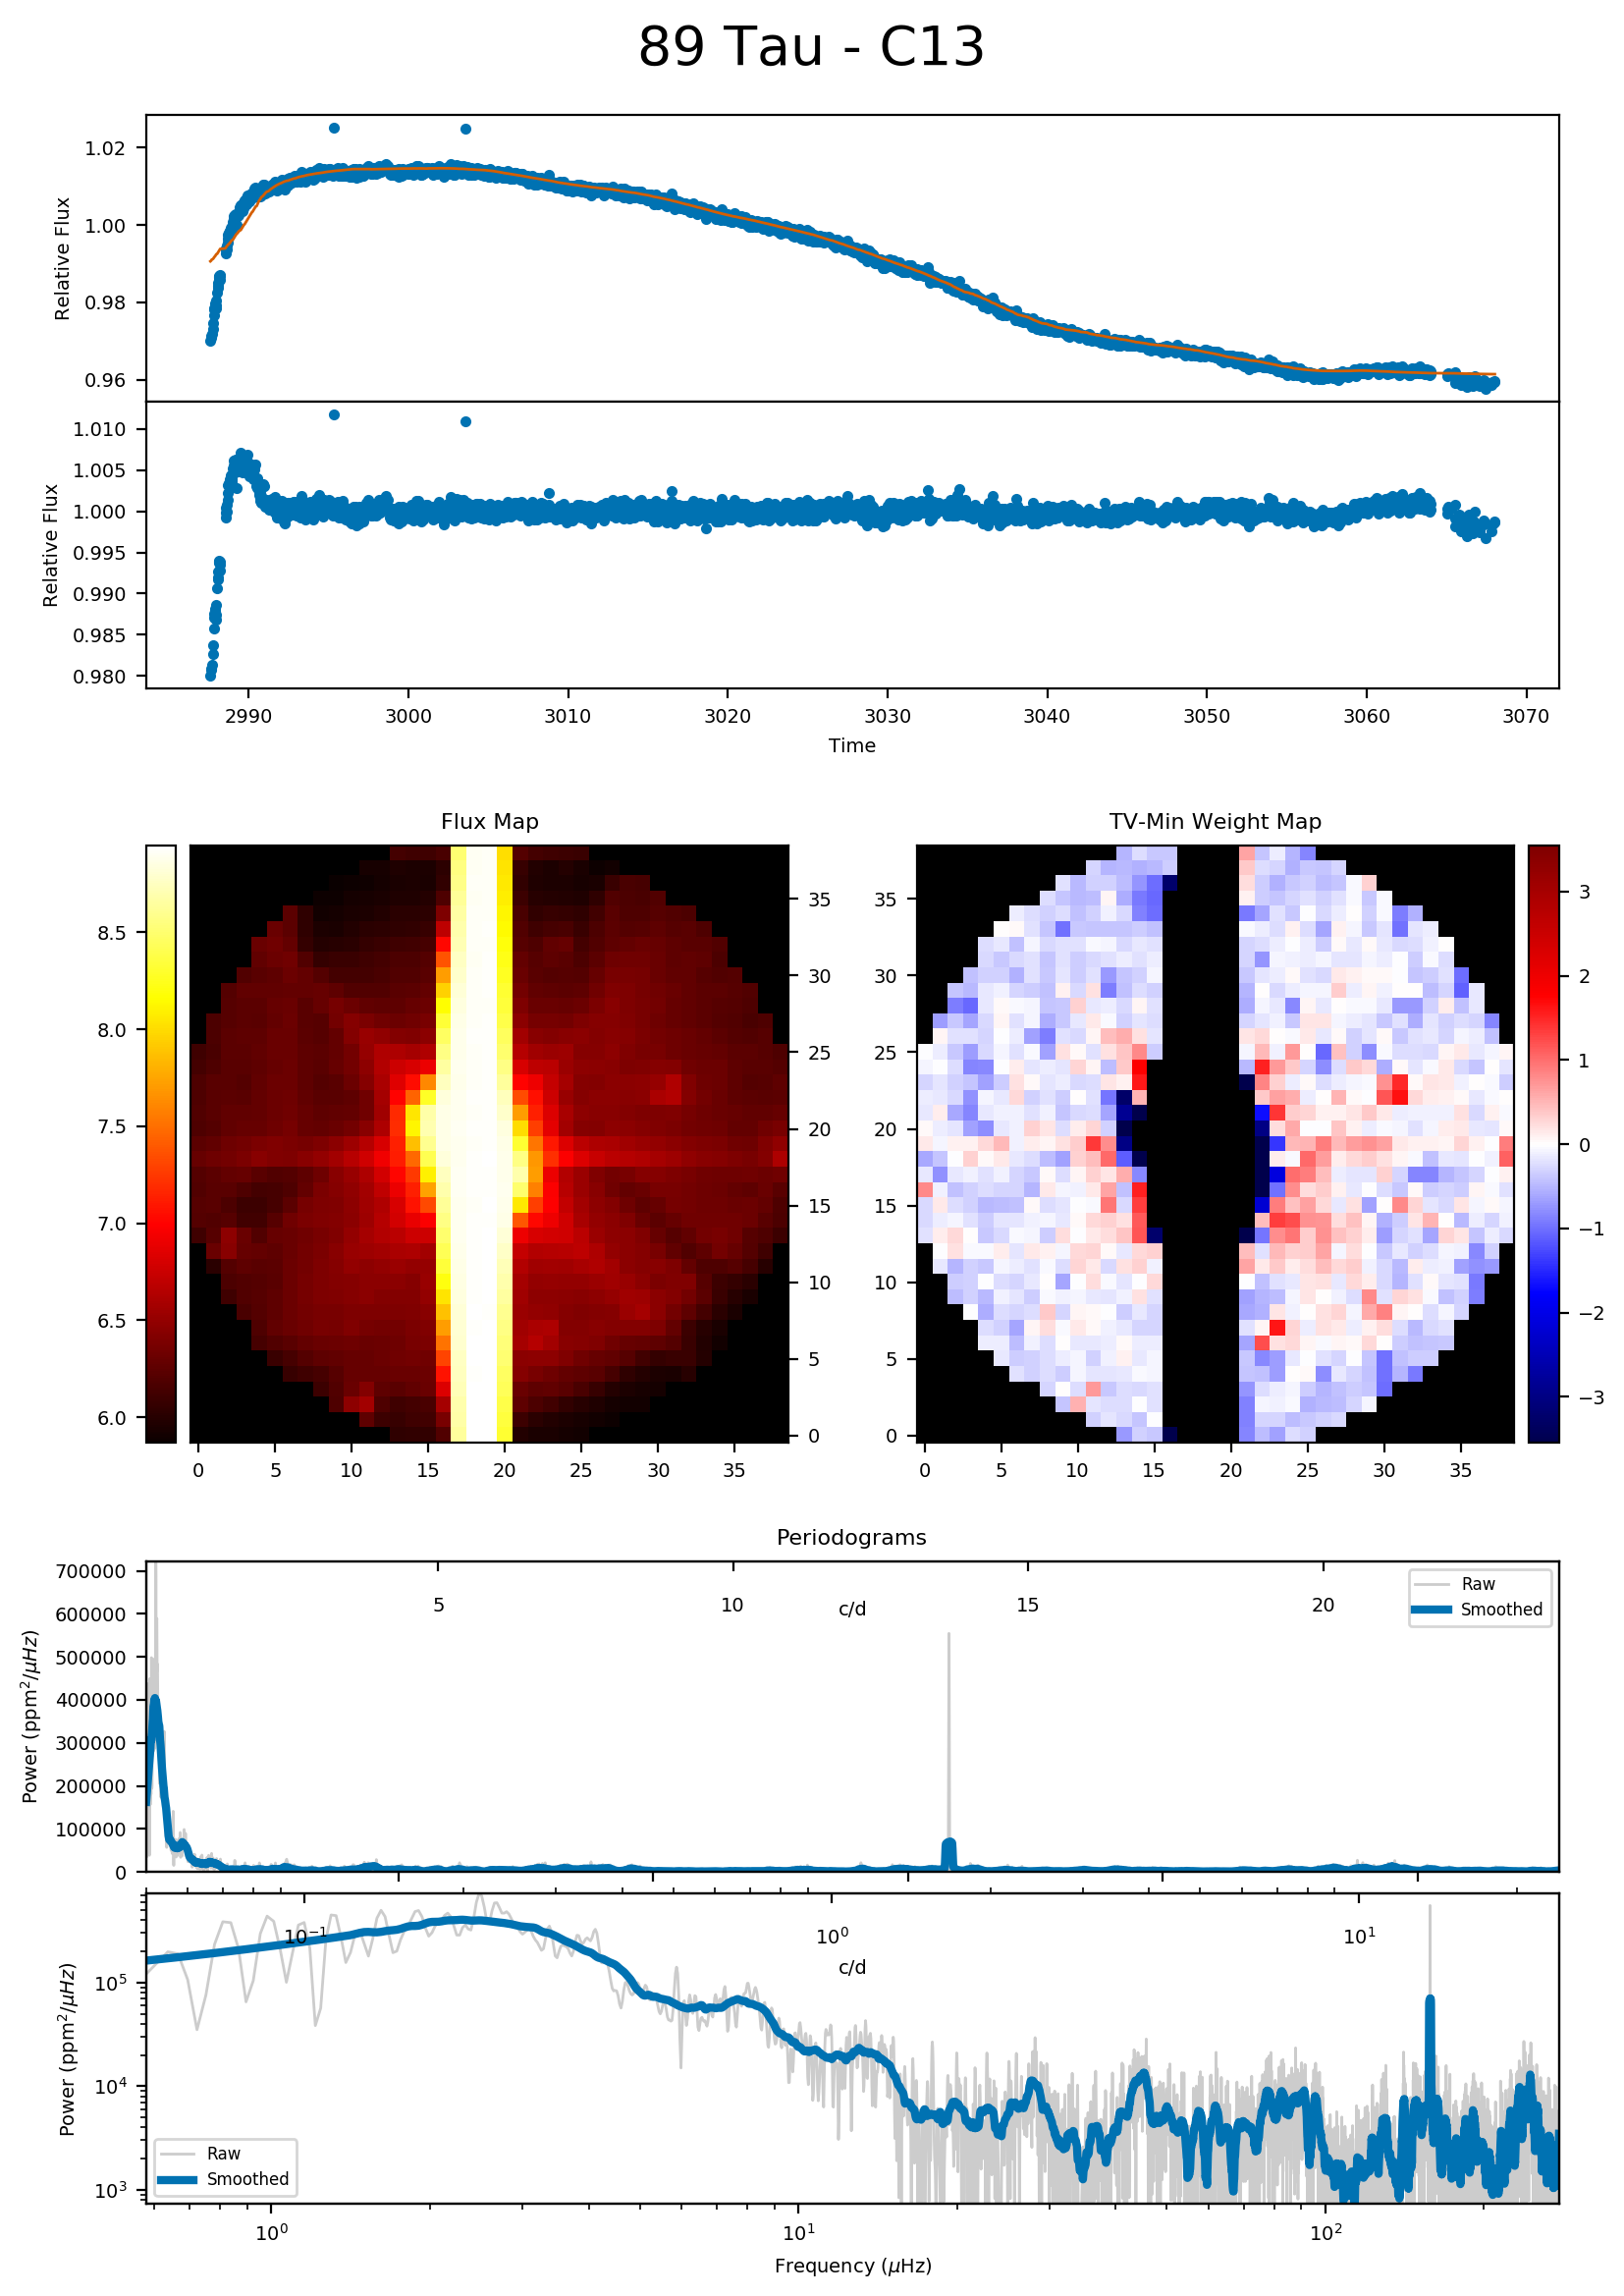 89 Tau - C13
1.02
1.00
0.98
0.96
Relative Flux
1.010
1.005
1.000
0.995
0.990
0.985
0.980
Relative Flux
2990 3000 3010 3020 3030 3040 3050 3060 3070
Time
Flux Map
8.5
8.0
7.5
7.0
6.5
6.0
35
30
25
20
15
10
5
0
0 5 10 15 20 25 30 35
TV-Min Weight Map
35
30
25
20
15
10
5
0
0 5 10 15 20 25 30 35
3
2
1
0
−1
−2
−3
Periodograms
700000
600000
500000
400000
300000
200000
100000
0
Power (ppm²/μHz)
5 10 15 20
c/d
Raw
Smoothed
10⁻¹ 10⁰ 10¹
c/d
10⁵
10⁴
10³
Power (ppm²/μHz)
Raw
Smoothed
10⁰ 10¹ 10²
Frequency (μHz)